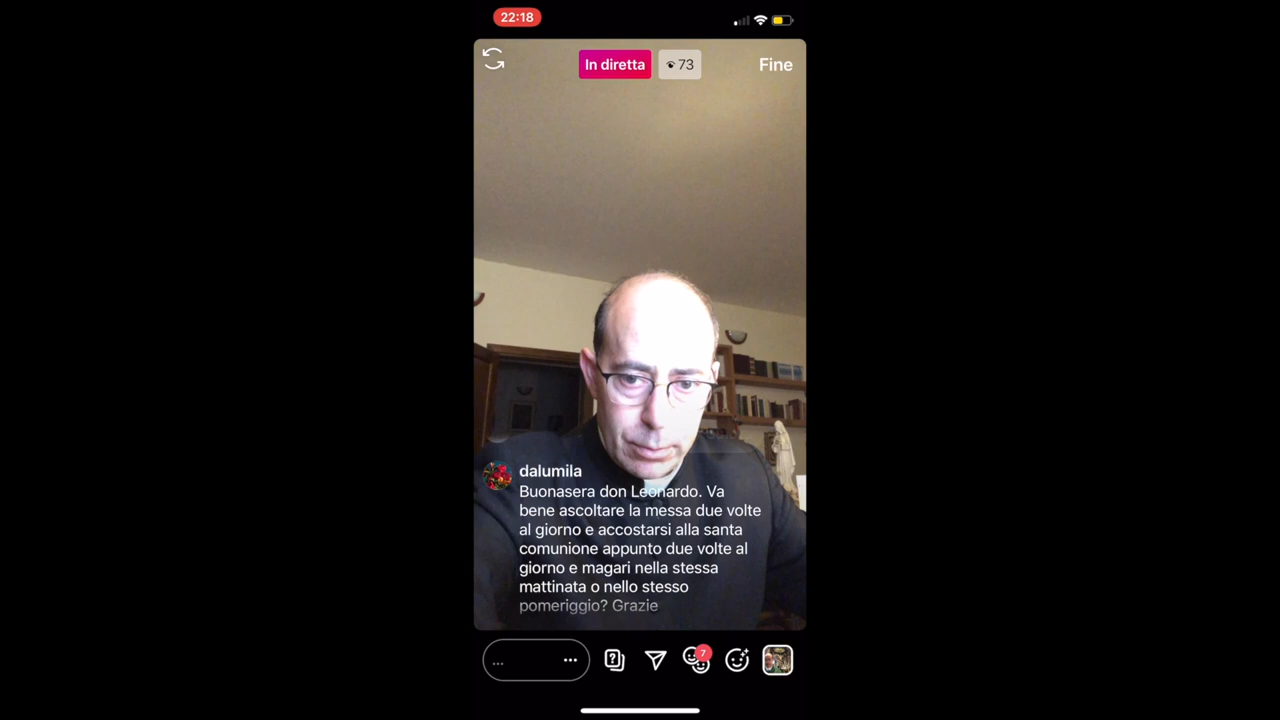 22:18
In diretta
73
Fine
dalumila
Buonasera don Leonardo. Va
bene ascoltare la messa due volte
al giorno e accostarsi alla santa
comunione appunto due volte al
giorno e magari nella stessa
mattinata o nello stesso
pomeriggio? Grazie
...
7